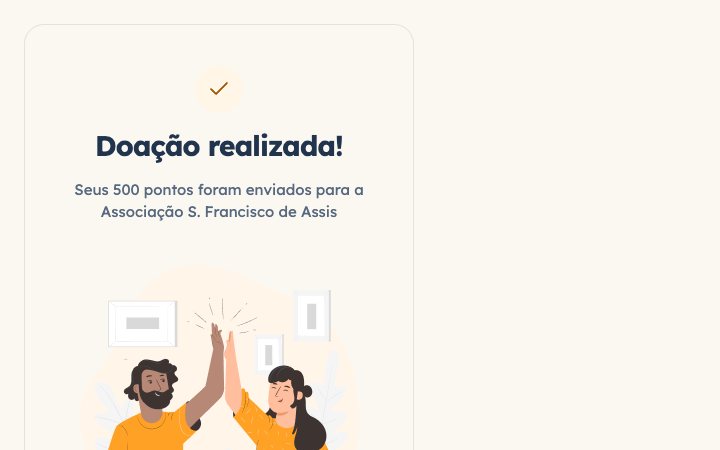 Doação realizada!
Seus 500 pontos foram enviados para a
Associação S. Francisco de Assis